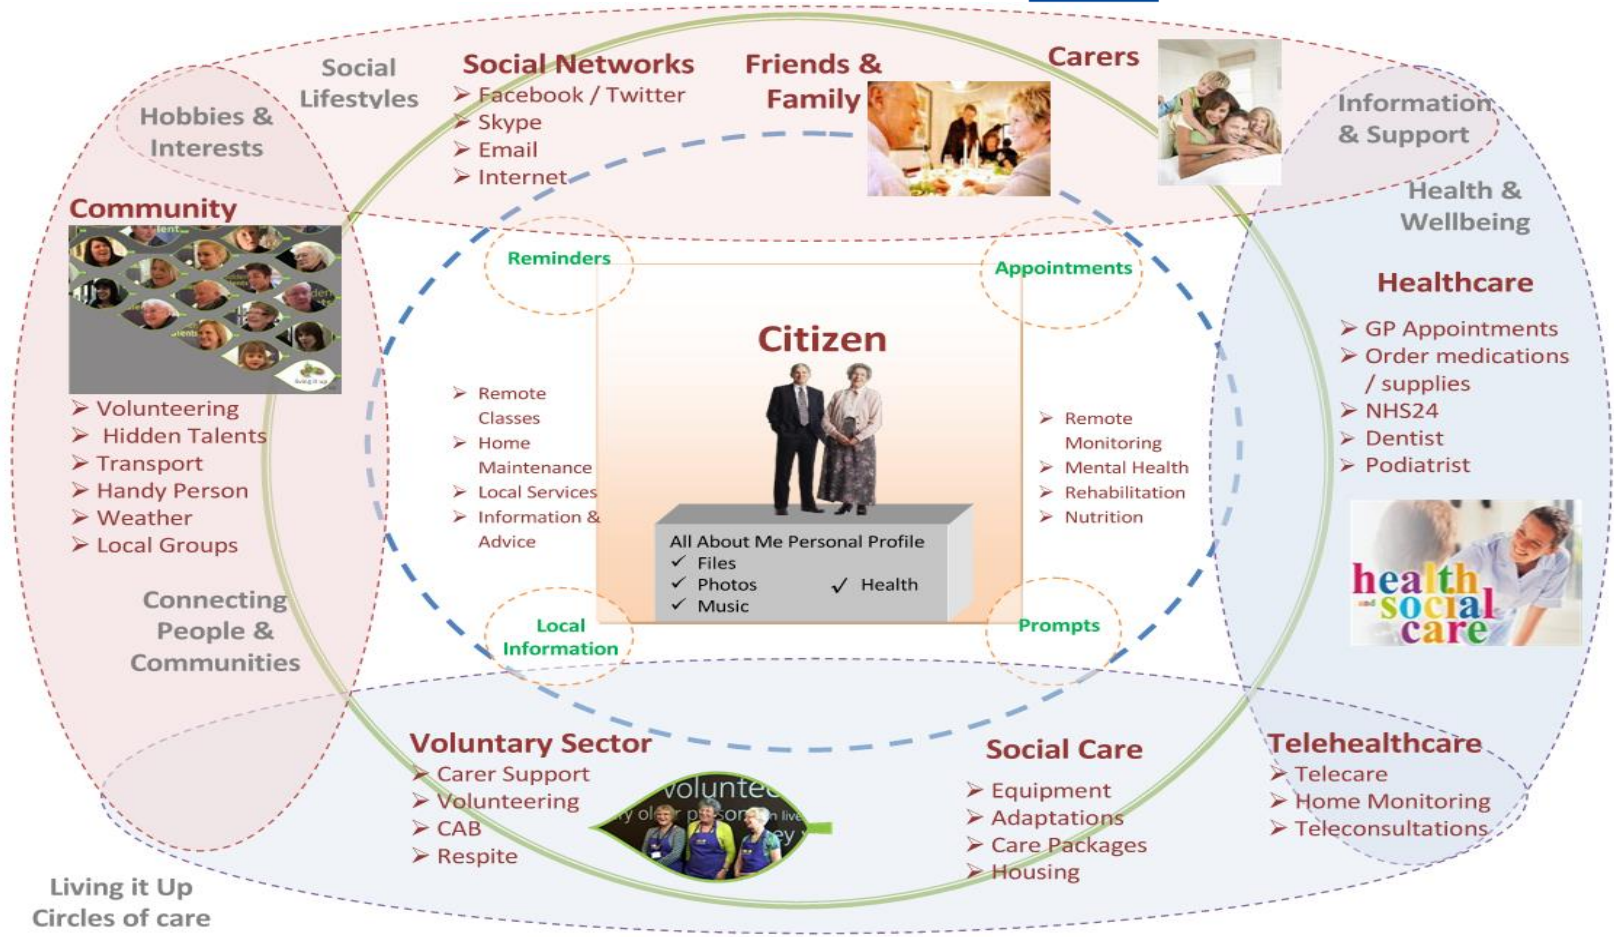 Social
Lifestyles
Hobbies &
Interests
Social Networks
➢ Facebook / Twitter
➢ Skype
➢ Email
➢ Internet
Friends &
Family
Carers
Information
& Support
Health &
Wellbeing
Community
living it up
➢ Volunteering
➢ Hidden Talents
➢ Transport
➢ Handy Person
➢ Weather
➢ Local Groups
Connecting
People &
Communities
Reminders
Appointments
Citizen
➢ Remote
Classes
➢ Home
Maintenance
➢ Local Services
➢ Information &
Advice
➢ Remote
Monitoring
➢ Mental Health
➢ Rehabilitation
➢ Nutrition
All About Me Personal Profile
✓ Files
✓ Photos
✓ Music
✓ Health
Local
Information
Prompts
Healthcare
➢ GP Appointments
➢ Order medications
/ supplies
➢ NHS24
➢ Dentist
➢ Podiatrist
health
and social
care
Voluntary Sector
➢ Carer Support
➢ Volunteering
➢ CAB
➢ Respite
Social Care
➢ Equipment
➢ Adaptations
➢ Care Packages
➢ Housing
Telehealthcare
➢ Telecare
➢ Home Monitoring
➢ Teleconsultations
Living it Up
Circles of care